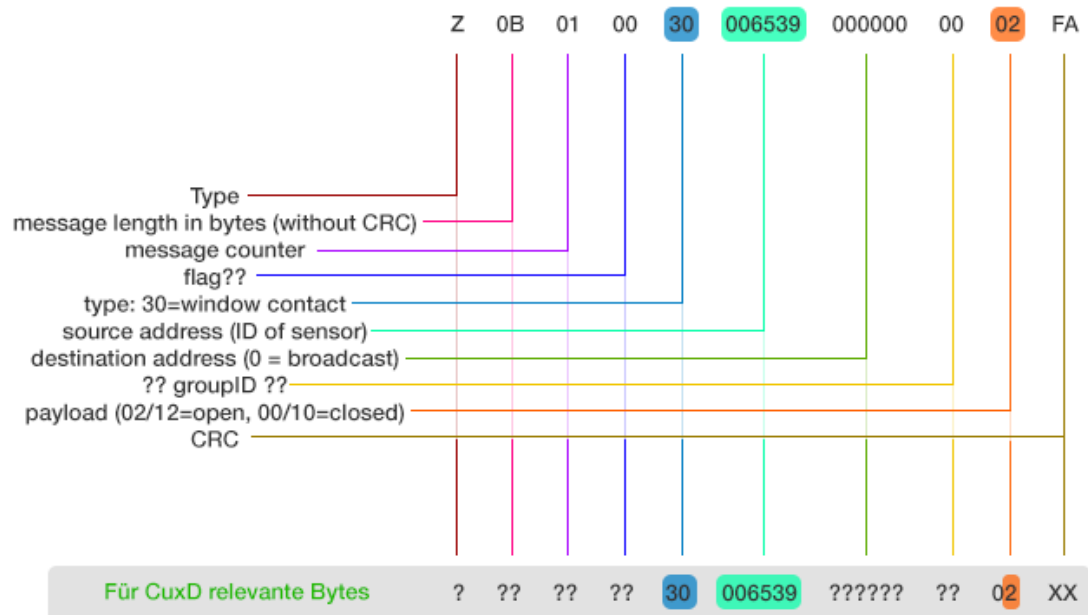 Z 0B 01 00 30 006539 000000 00 02 FA
Type
message length in bytes (without CRC)
message counter
flag??
type: 30=window contact
source address (ID of sensor)
destination address (0 = broadcast)
?? groupID ??
payload (02/12=open, 00/10=closed)
CRC
Für CuxD relevante Bytes ? ?? ?? ?? 30 006539 ?????? ?? 02 XX